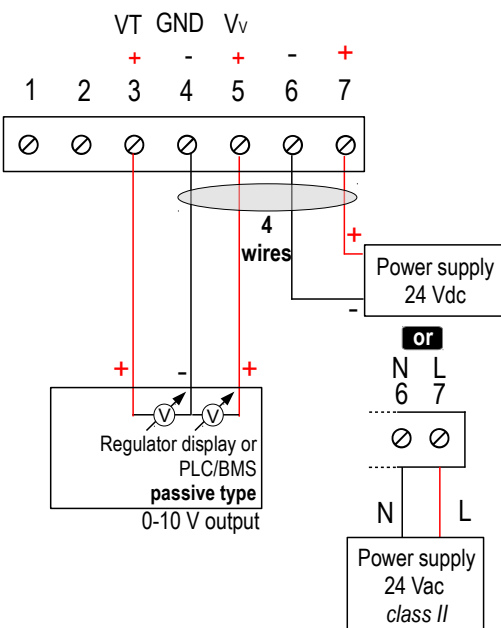 VT GND Vv
+ - + - +
1 2 3 4 5 6 7
4
wires
+
Power supply
24 Vdc
-
or
+ - +
N L
6 7
V V
Regulator display or
PLC/BMS
passive type
0-10 V output
N L
Power supply
24 Vac
class II